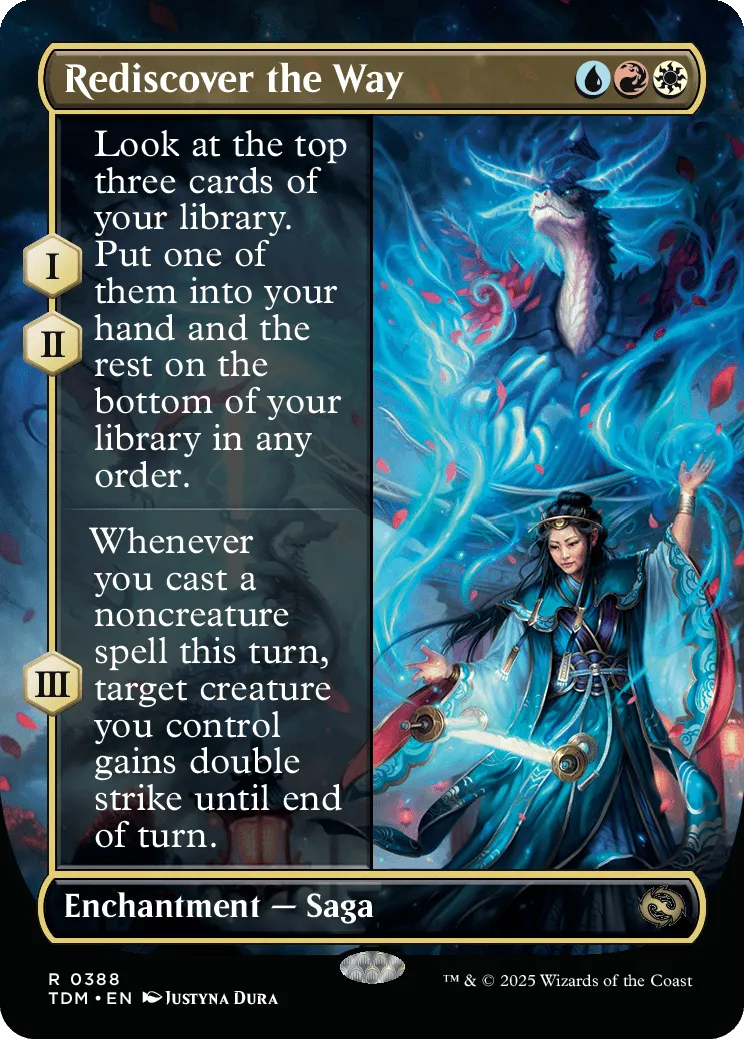 Rediscover the Way
Look at the top
three cards of
your library.
I
Put one of
them into your
II
hand and the
rest on the
bottom of your
library in any
order.
Whenever
you cast a
noncreature
spell this turn,
III
target creature
you control
gains double
strike until end
of turn.
Enchantment — Saga
R 0388
TDM • EN Justyna Dura
™ & © 2025 Wizards of the Coast